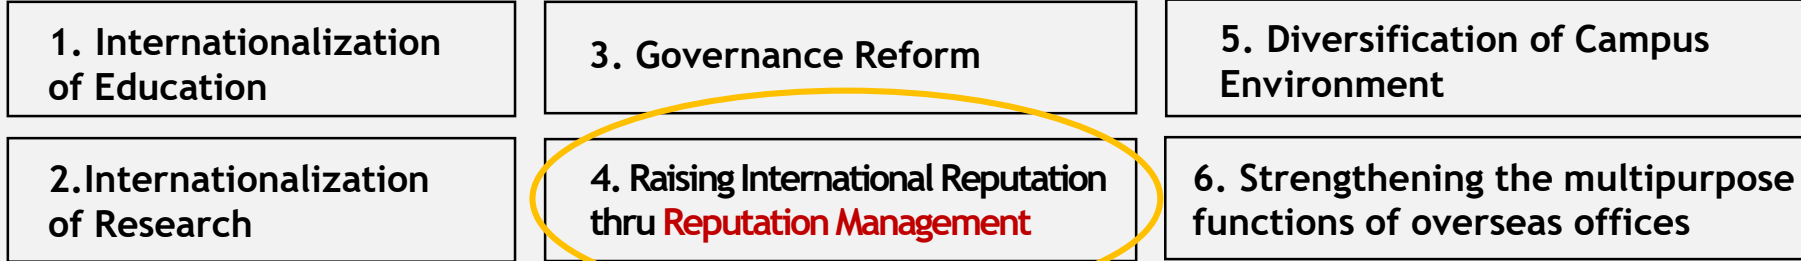 1. Internationalization
of Education
2.Internationalization
of Research
3. Governance Reform
4. Raising International Reputation
thru Reputation Management
5. Diversification of Campus
Environment
6. Strengthening the multipurpose
functions of overseas offices